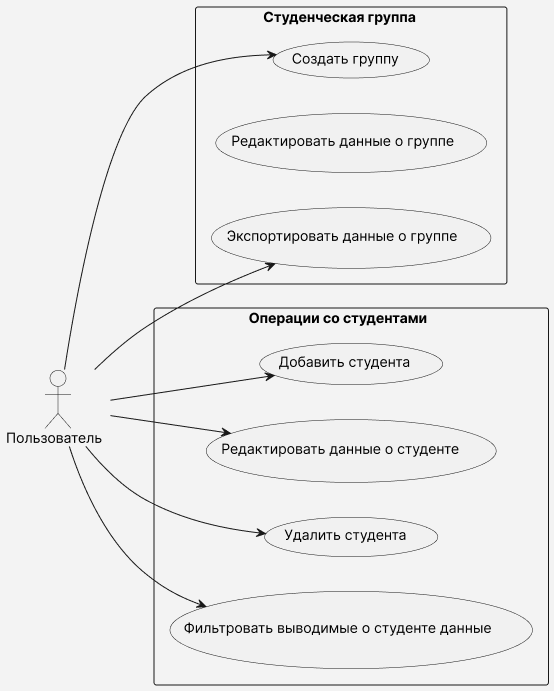 Студенческая группа
Создать группу
Редактировать данные о группе
Экспортировать данные о группе
Операции со студентами
Добавить студента
Пользователь
Редактировать данные о студенте
Удалить студента
Фильтровать выводимые о студенте данные